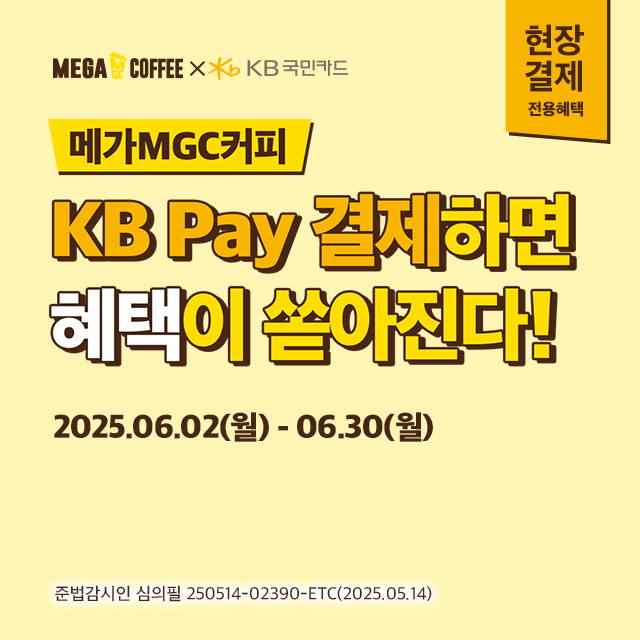 MEGA MGC COFFEE × KB 국민카드
현장
결제
전용혜택
메가MGC커피
KB Pay 결제하면
혜택이 쏟아진다!
2025.06.02(월) - 06.30(월)
준법감시인 심의필 250514-02390-ETC(2025.05.14)